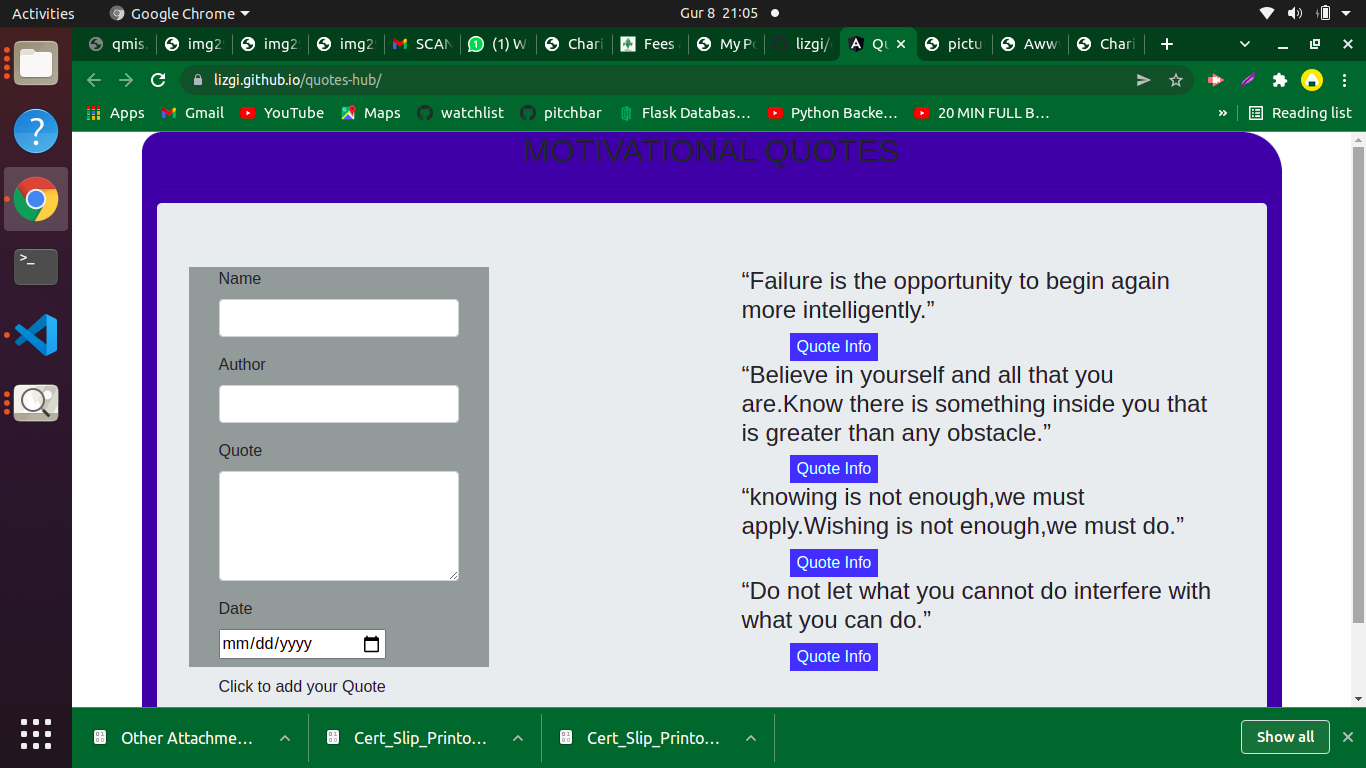 Activities Google Chrome Gur 8 21:05
qmis. img2 img2 img2 SCAN (1) W Chari Fees My Po lizgi/ Qu pictu Aww Chari
lizgi.github.io/quotes-hub/
Apps Gmail YouTube Maps watchlist pitchbar Flask Databas… Python Backe… 20 MIN FULL B… » Reading list
MOTIVATIONAL QUOTES
Name
Author
Quote
Date
mm/dd/yyyy
Click to add your Quote
“Failure is the opportunity to begin again
more intelligently.”
Quote Info
“Believe in yourself and all that you
are.Know there is something inside you that
is greater than any obstacle.”
Quote Info
“knowing is not enough,we must
apply.Wishing is not enough,we must do.”
Quote Info
“Do not let what you cannot do interfere with
what you can do.”
Quote Info
Other Attachme... Cert_Slip_Printo... Cert_Slip_Printo... Show all